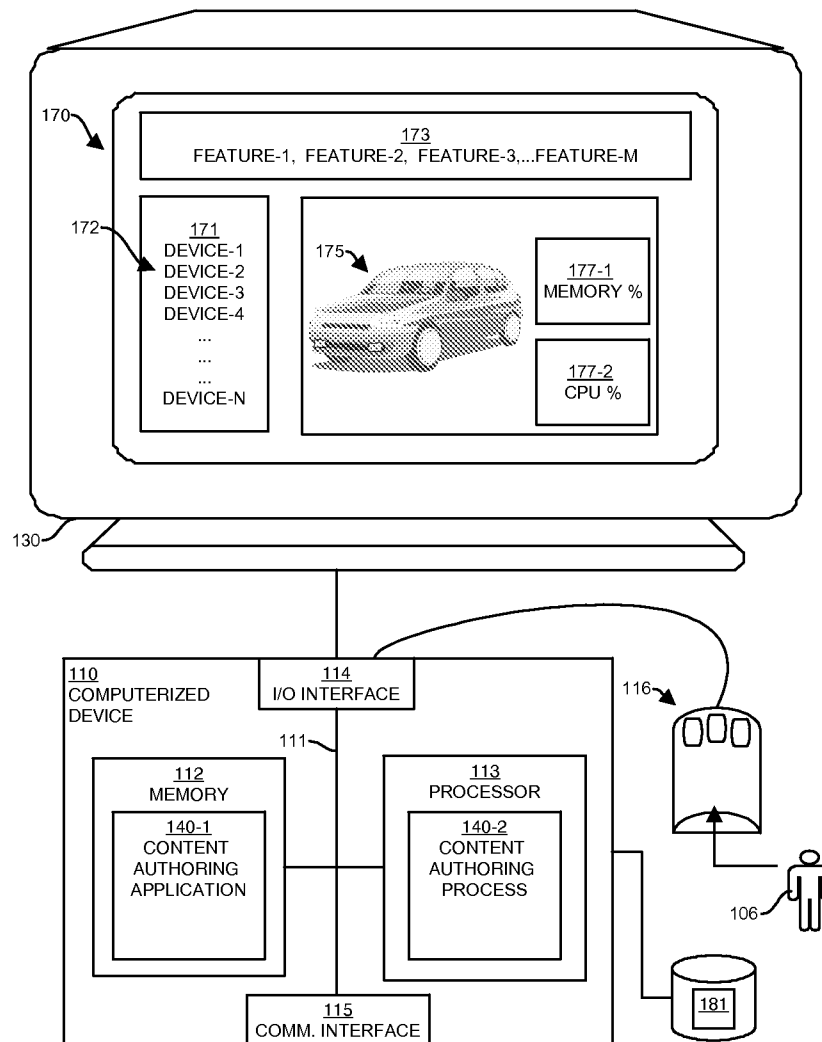 170
173
FEATURE-1, FEATURE-2, FEATURE-3,...FEATURE-M
172
171
DEVICE-1
DEVICE-2
DEVICE-3
DEVICE-4
...
...
...
DEVICE-N
175
177-1
MEMORY %
177-2
CPU %
130
110
COMPUTERIZED
DEVICE
114
I/O INTERFACE
111
116
112
MEMORY
140-1
CONTENT
AUTHORING
APPLICATION
113
PROCESSOR
140-2
CONTENT
AUTHORING
PROCESS
106
181
115
COMM. INTERFACE